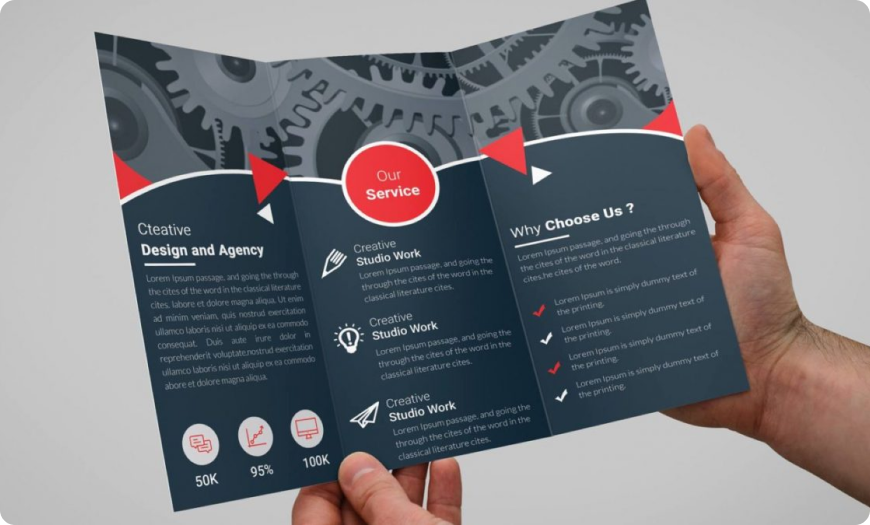 Cteative
Design and Agency
Lorem Ipsum passage, and going the through
the cites of the word in the classical literature
cites, labore et dolore magna aliqua. Ut enim
ad minim veniam, quis nostrud exercitation
ullamco laboris nisi ut aliquip ex ea commodo
consequat. Duis aute irure dolor in
reprehenderit voluptate.nostrud exercitation
ullamco laboris nisi ut aliquip ex ea commodo
abore et dolore magna aliqua.
50K
95%
100K
Our
Service
Creative
Studio Work
Lorem Ipsum passage, and going the
through the cites of the word in the
classical literature cites.
Creative
Studio Work
Lorem Ipsum passage, and going the
through the cites of the word in the
classical literature cites.
Creative
Studio Work
Lorem Ipsum passage, and going the
through the cites of the word in the
classical literature cites.
Why Choose Us ?
Lorem Ipsum passage, and going the through
the cites of the word in the classical literature
cites.he cites of the word.
Lorem Ipsum is simply dummy text of
the printing.
Lorem Ipsum is simply dummy text of
the printing.
Lorem Ipsum is simply dummy text of
the printing.
Lorem Ipsum is simply dummy text of
the printing.